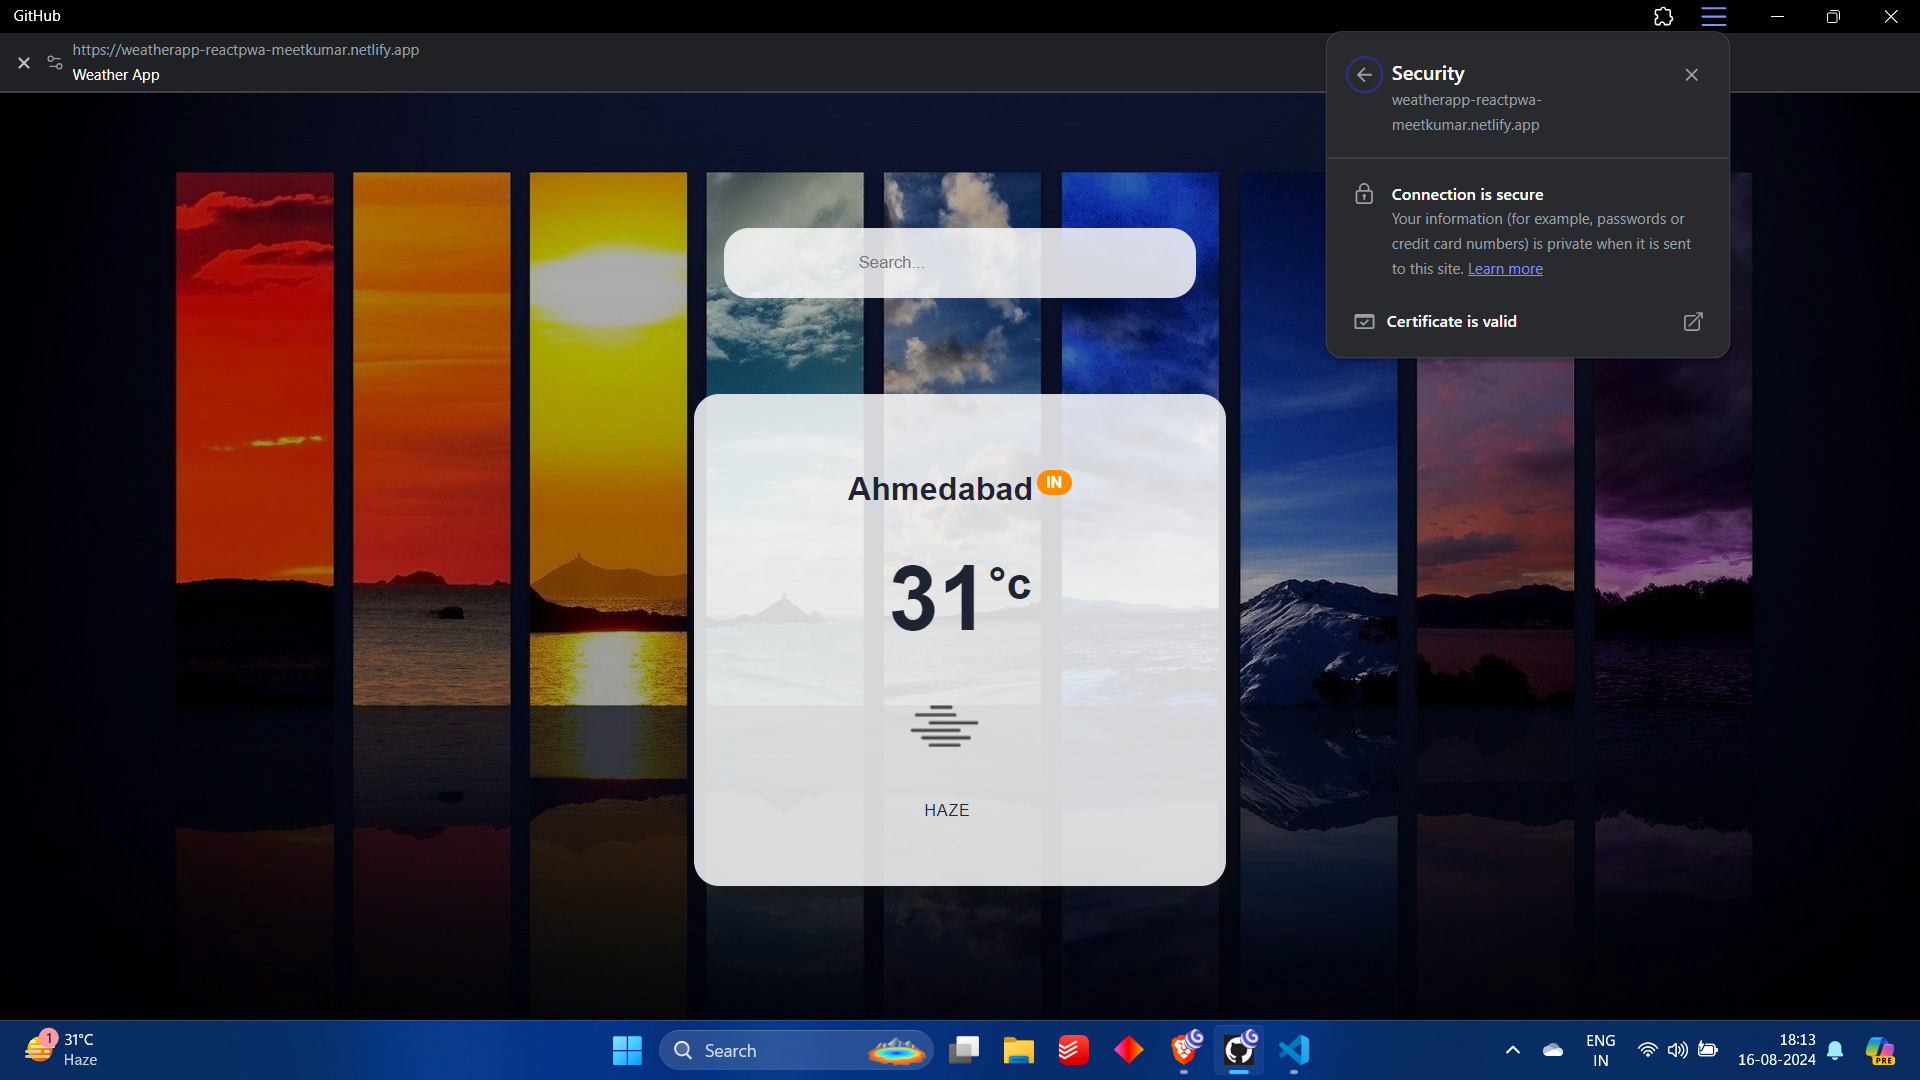 GitHub
https://weatherapp-reactpwa-meetkumar.netlify.app
Weather App
Security
weatherapp-reactpwa-
meetkumar.netlify.app
Connection is secure
Your information (for example, passwords or
credit card numbers) is private when it is sent
to this site. Learn more
Certificate is valid
Search...
Ahmedabad IN
31°c
HAZE
1
31°C
Haze
Search
ENG
IN
18:13
16-08-2024
PRE